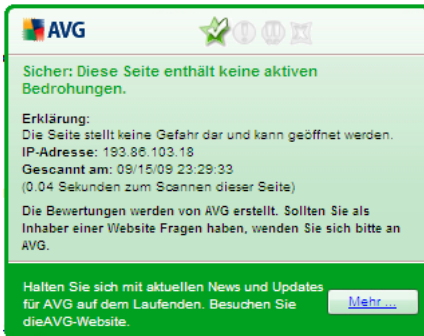 AVG
Sicher: Diese Seite enthält keine aktiven
Bedrohungen.
Erklärung:
Die Seite stellt keine Gefahr dar und kann geöffnet werden.
IP-Adresse: 193.86.103.18
Gescannt am: 09/15/09 23:29:33
(0.04 Sekunden zum Scannen dieser Seite)
Die Bewertungen werden von AVG erstellt. Sollten Sie als
Inhaber einer Website Fragen haben, wenden Sie sich bitte an
AVG.
Halten Sie sich mit aktuellen News und Updates
für AVG auf dem Laufenden. Besuchen Sie
dieAVG-Website.
Mehr ...